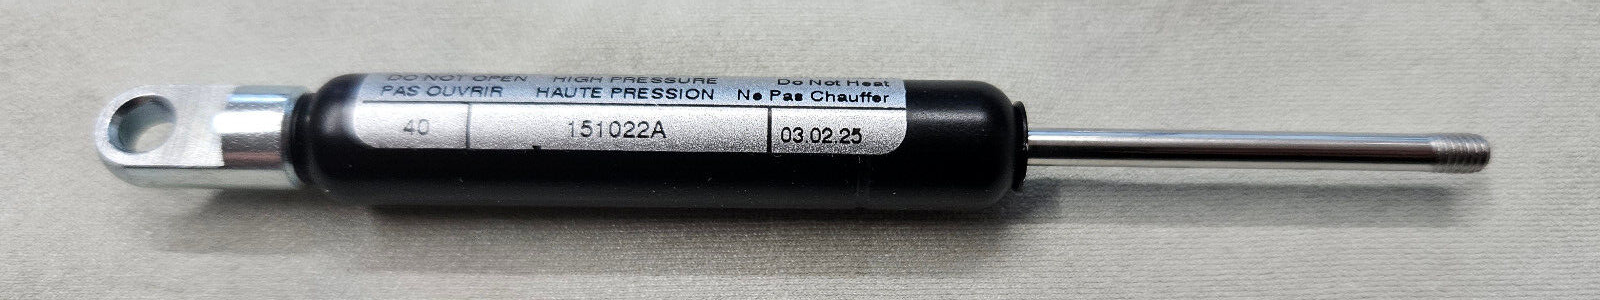 DO NOT OPEN HIGH PRESSURE Do Not Heat
PAS OUVRIR HAUTE PRESSION Ne Pas Chauffer
40 151022A 03.02.25